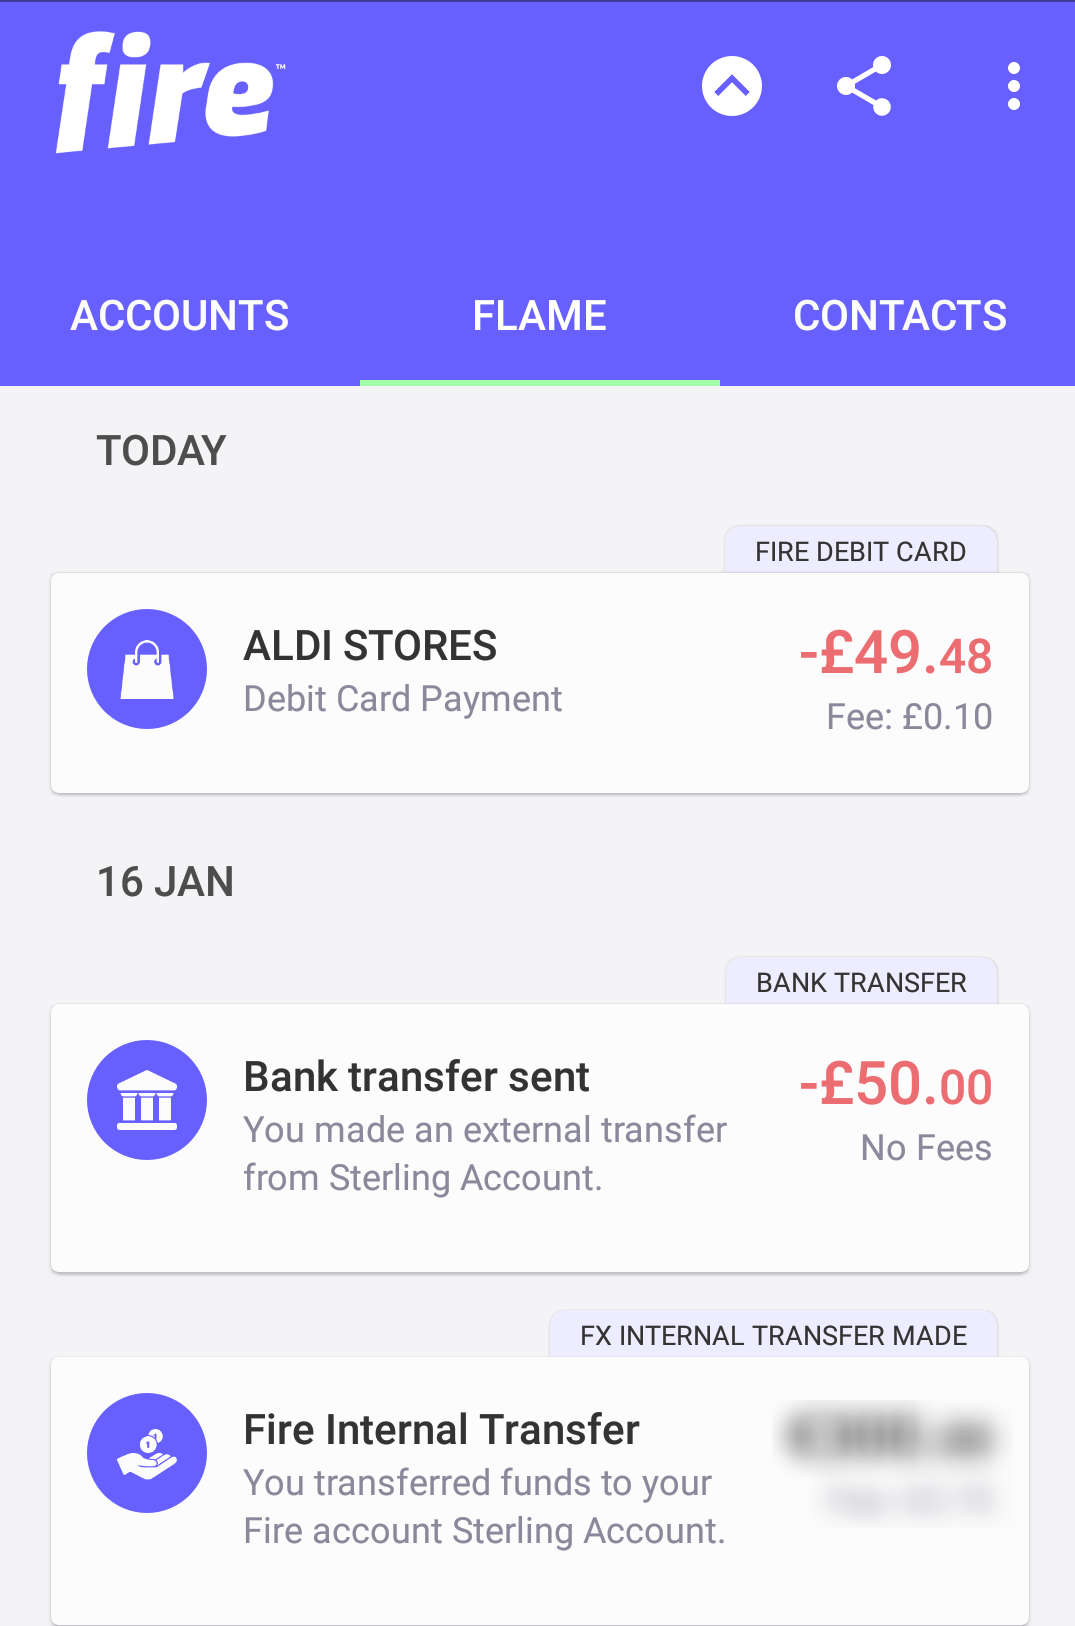 fire™
ACCOUNTS
FLAME
CONTACTS
TODAY
FIRE DEBIT CARD
ALDI STORES
-£49.48
Debit Card Payment
Fee: £0.10
16 JAN
BANK TRANSFER
Bank transfer sent
-£50.00
You made an external transfer
No Fees
from Sterling Account.
FX INTERNAL TRANSFER MADE
Fire Internal Transfer
You transferred funds to your
Fire account Sterling Account.